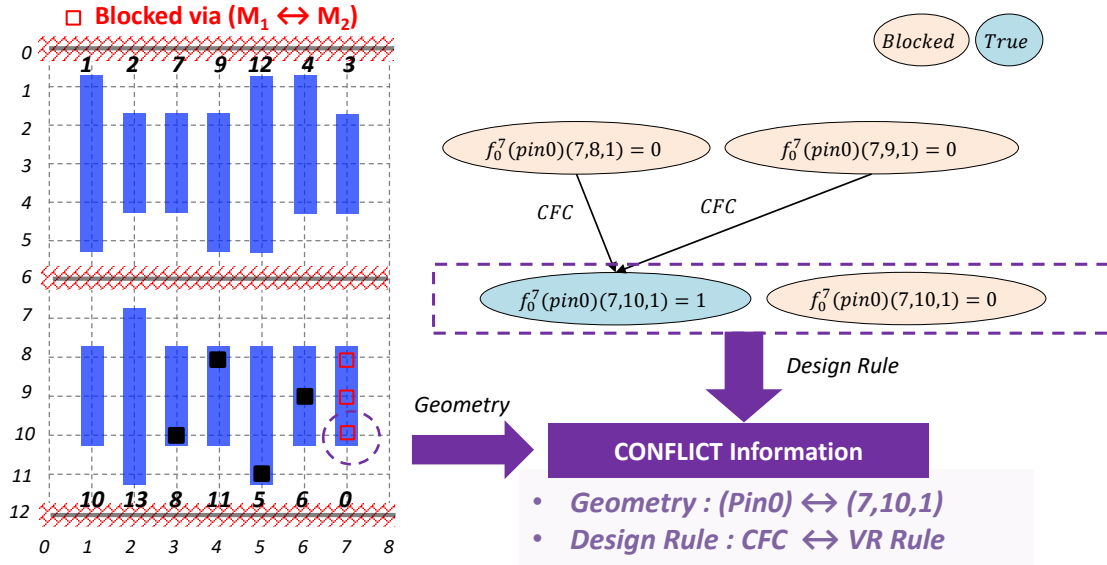 Blocked via (M₁ ↔ M₂)
Blocked True
0
1 2 7 9 12 4 3
1
2
3
4
5
6
7
8
9
10
11
12
10 13 8 11 5 6 0
0 1 2 3 4 5 6 7 8
f₀⁷(pin0)(7,8,1) = 0
f₀⁷(pin0)(7,9,1) = 0
CFC
CFC
f₀⁷(pin0)(7,10,1) = 1
f₀⁷(pin0)(7,10,1) = 0
Design Rule
Geometry
CONFLICT Information
• Geometry : (Pin0) ↔ (7,10,1)
• Design Rule : CFC ↔ VR Rule